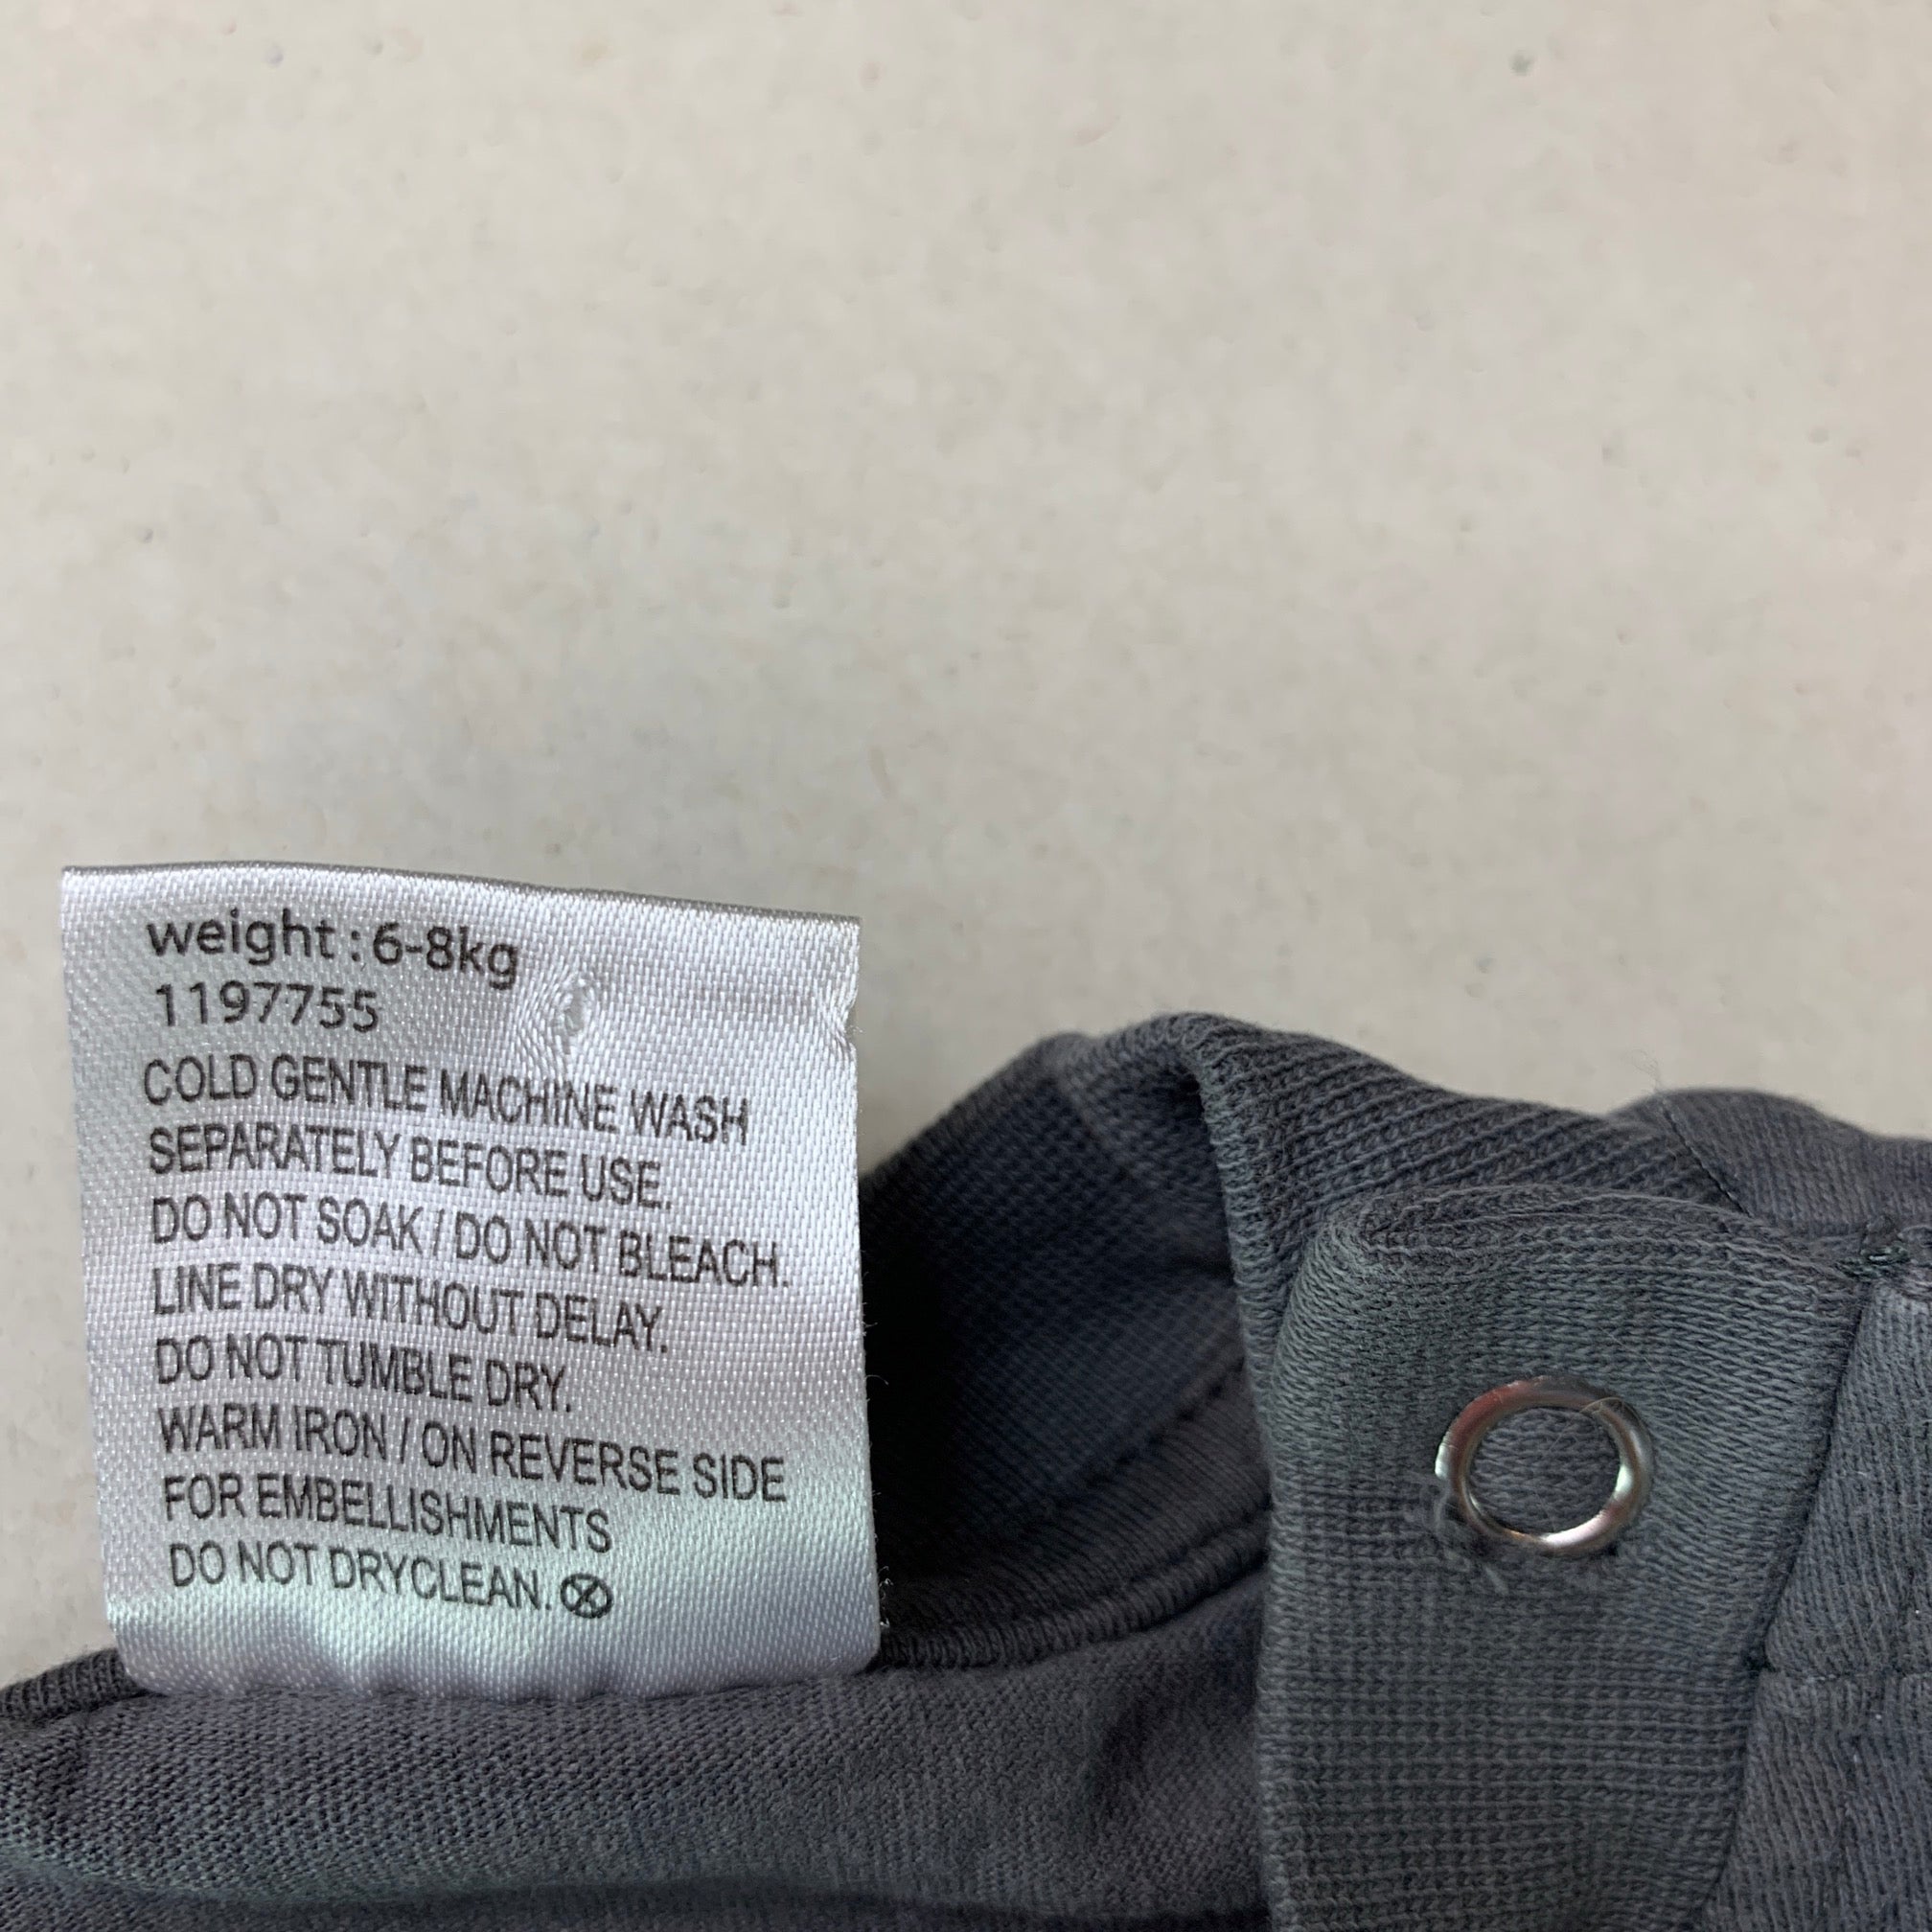 weight : 6-8kg
1197755
COLD GENTLE MACHINE WASH
SEPARATELY BEFORE USE.
DO NOT SOAK / DO NOT BLEACH.
LINE DRY WITHOUT DELAY.
DO NOT TUMBLE DRY.
WARM IRON / ON REVERSE SIDE
FOR EMBELLISHMENTS
DO NOT DRYCLEAN.